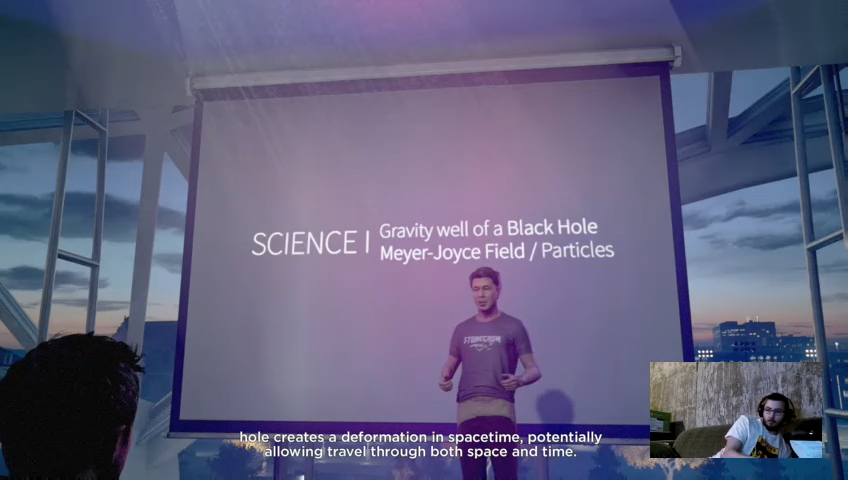 SCIENCE
Gravity well of a Black Hole
Meyer-Joyce Field / Particles
hole creates a deformation in spacetime, potentially
allowing travel through both space and time.